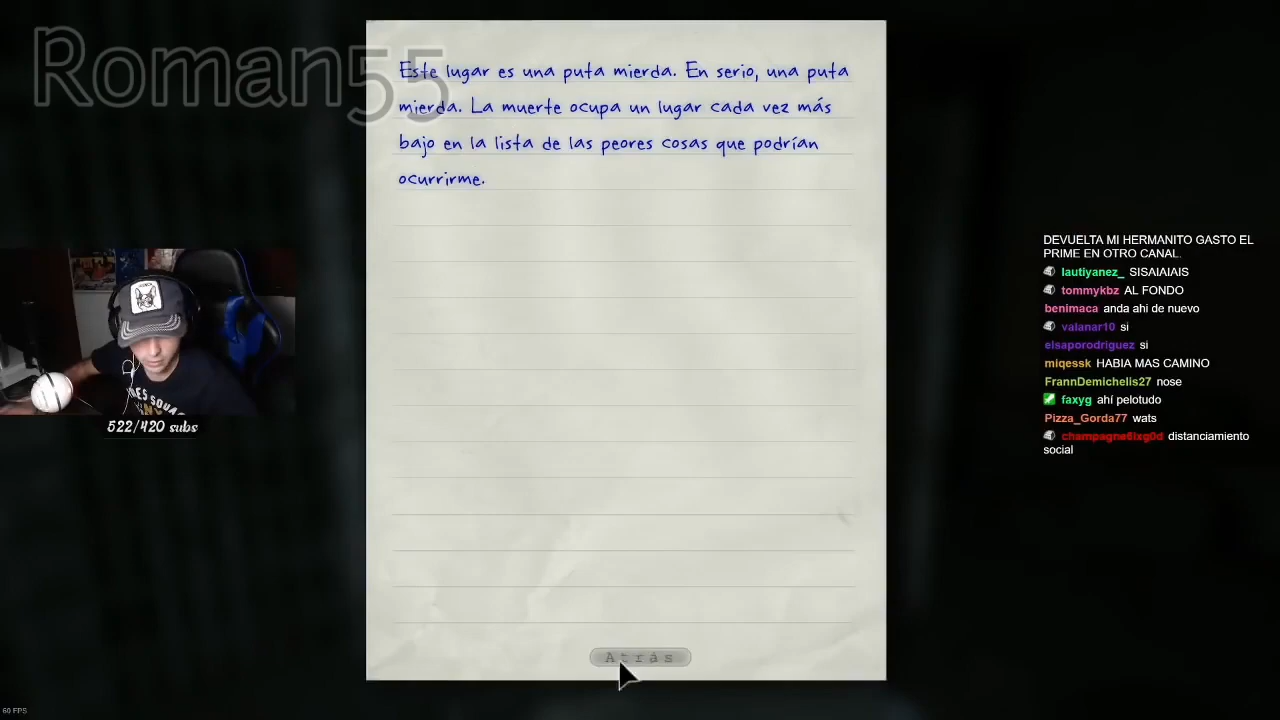 Roman55
Este lugar es una puta mierda. En serio, una puta
mierda. La muerte ocupa un lugar cada vez más
bajo en la lista de las peores cosas que podrían
ocurrirme.
Atrás
522/420 subs
DEVUELTA MI HERMANITO GASTO EL
PRIME EN OTRO CANAL.
lautiyanez_ SISAIAIAIS
tommykbz AL FONDO
benimaca anda ahi de nuevo
valanar10 si
elsaporodriguez si
miqessk HABIA MAS CAMINO
FrannDemichelis27 nose
faxyg ahí pelotudo
Pizza_Gorda77 wats
distanciamiento
social
60 FPS